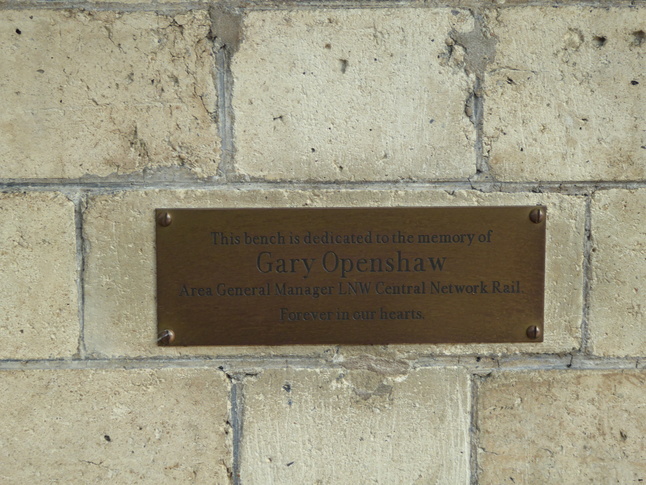 This bench is dedicated to the memory of
Gary Openshaw
Area General Manager LNW Central Network Rail
Forever in our hearts.